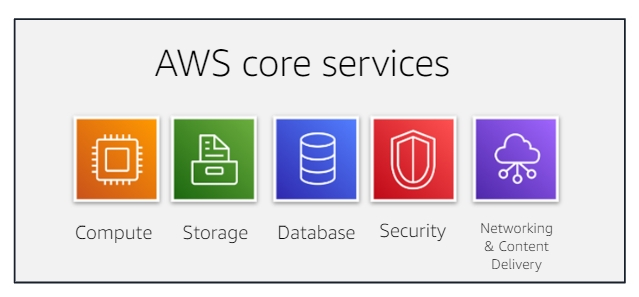 AWS core services
Compute
Storage
Database
Security
Networking
& Content
Delivery